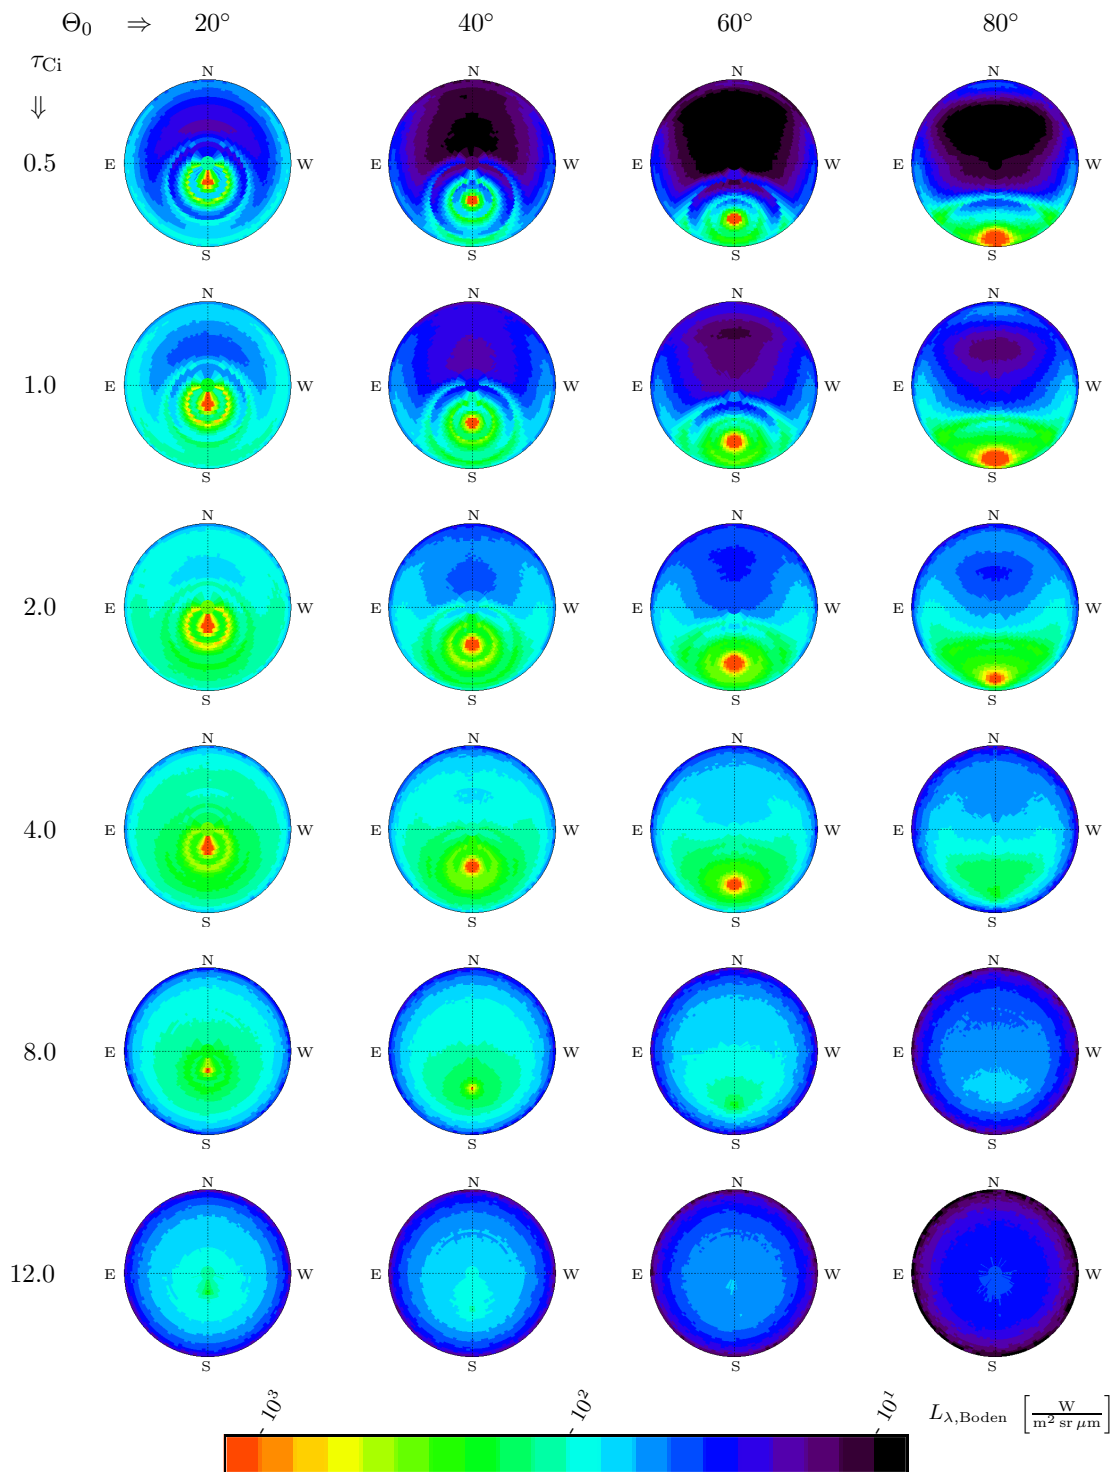 Θ₀ ⇒ 20° 40° 60° 80°
τCi
⇓
N N N N
0.5 E W E W E W E W
S S S S
N N N N
1.0 E W E W E W E W
S S S S
N N N N
2.0 E W E W E W E W
S S S S
N N N N
4.0 E W E W E W E W
S S S S
N N N N
8.0 E W E W E W E W
S S S S
N N N N
12.0 E W E W E W E W
S S S S
10³ 10² 10¹ Lλ,Boden [W / m² sr μm]